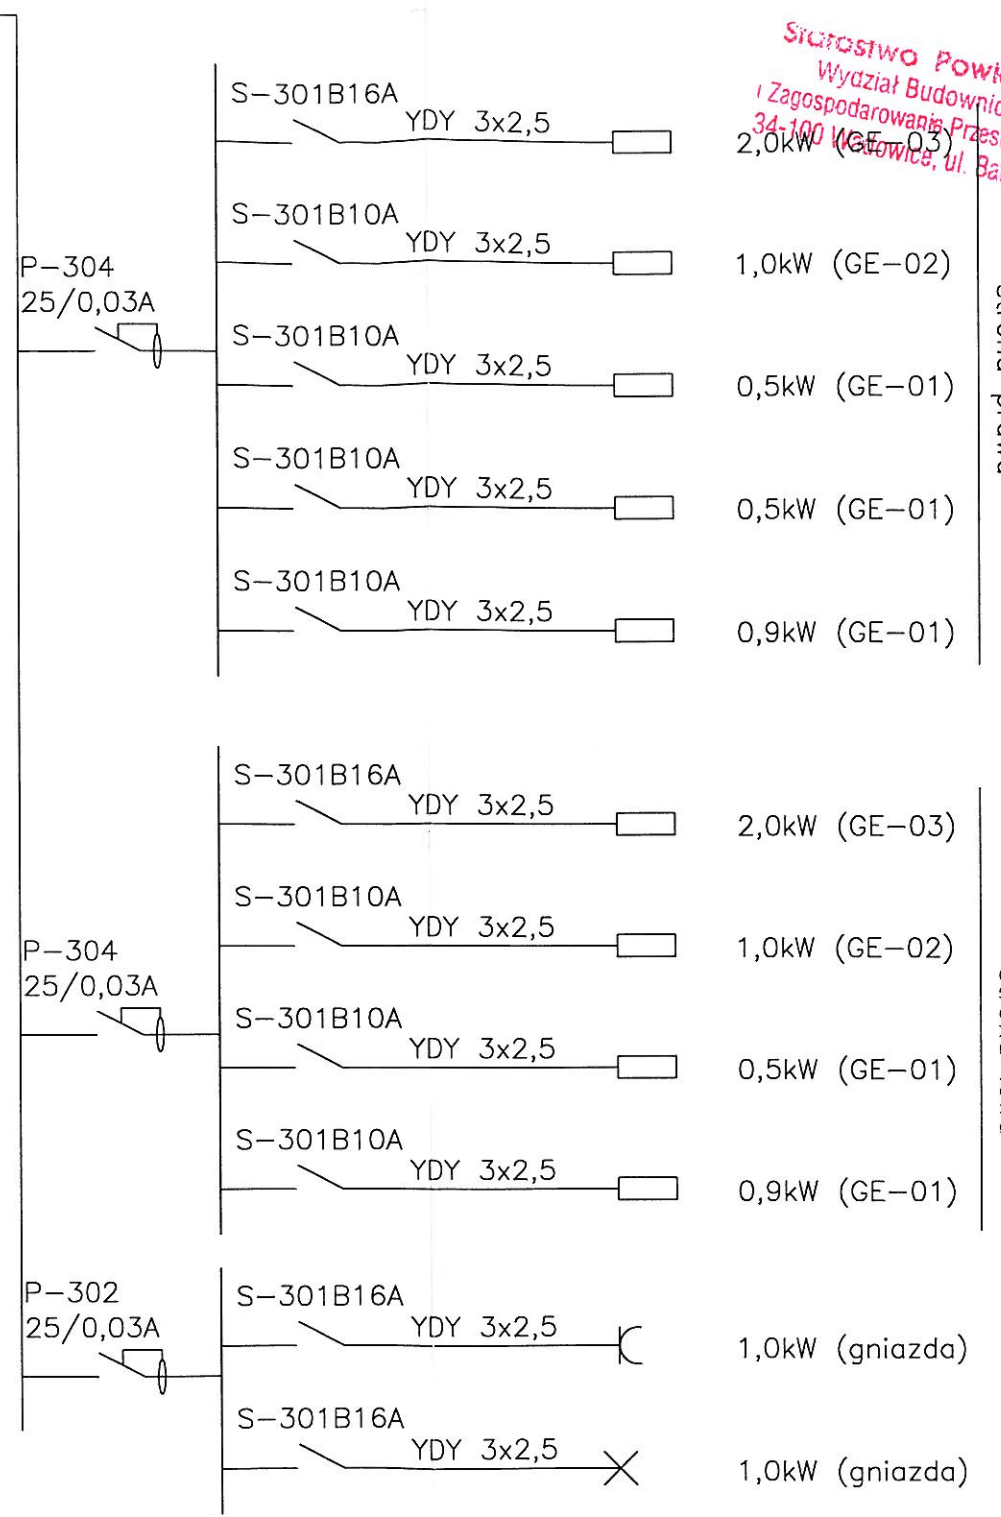 Starostwo
Wydział
i Zagospodarowania
34-100 Wadowice, ul.
S-301B16A
YDY 3x2,5
2,0kW (GE-03)
S-301B10A
YDY 3x2,5
1,0kW (GE-02)
P-304
25/0,03A
S-301B10A
YDY 3x2,5
0,5kW (GE-01)
S-301B10A
YDY 3x2,5
0,5kW (GE-01)
S-301B10A
YDY 3x2,5
0,9kW (GE-01)
S-301B16A
YDY 3x2,5
2,0kW (GE-03)
S-301B10A
YDY 3x2,5
1,0kW (GE-02)
P-304
25/0,03A
S-301B10A
YDY 3x2,5
0,5kW (GE-01)
S-301B10A
YDY 3x2,5
0,9kW (GE-01)
P-302
25/0,03A
S-301B16A
YDY 3x2,5
1,0kW (gniazda)
S-301B16A
YDY 3x2,5
1,0kW (gniazda)